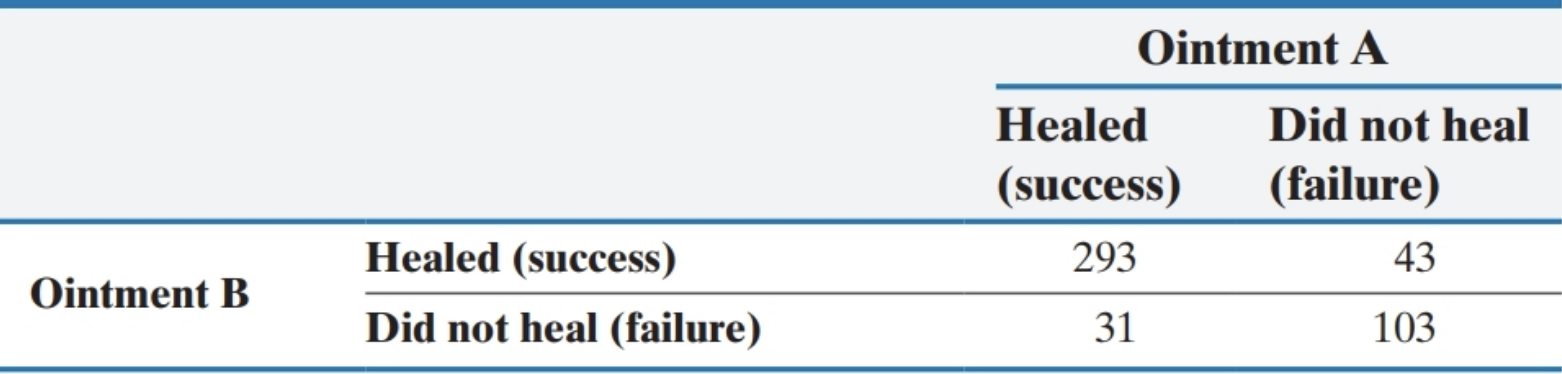 Ointment A
Healed (success) Did not heal (failure)
Ointment B
Healed (success) 293 43
Did not heal (failure) 31 103